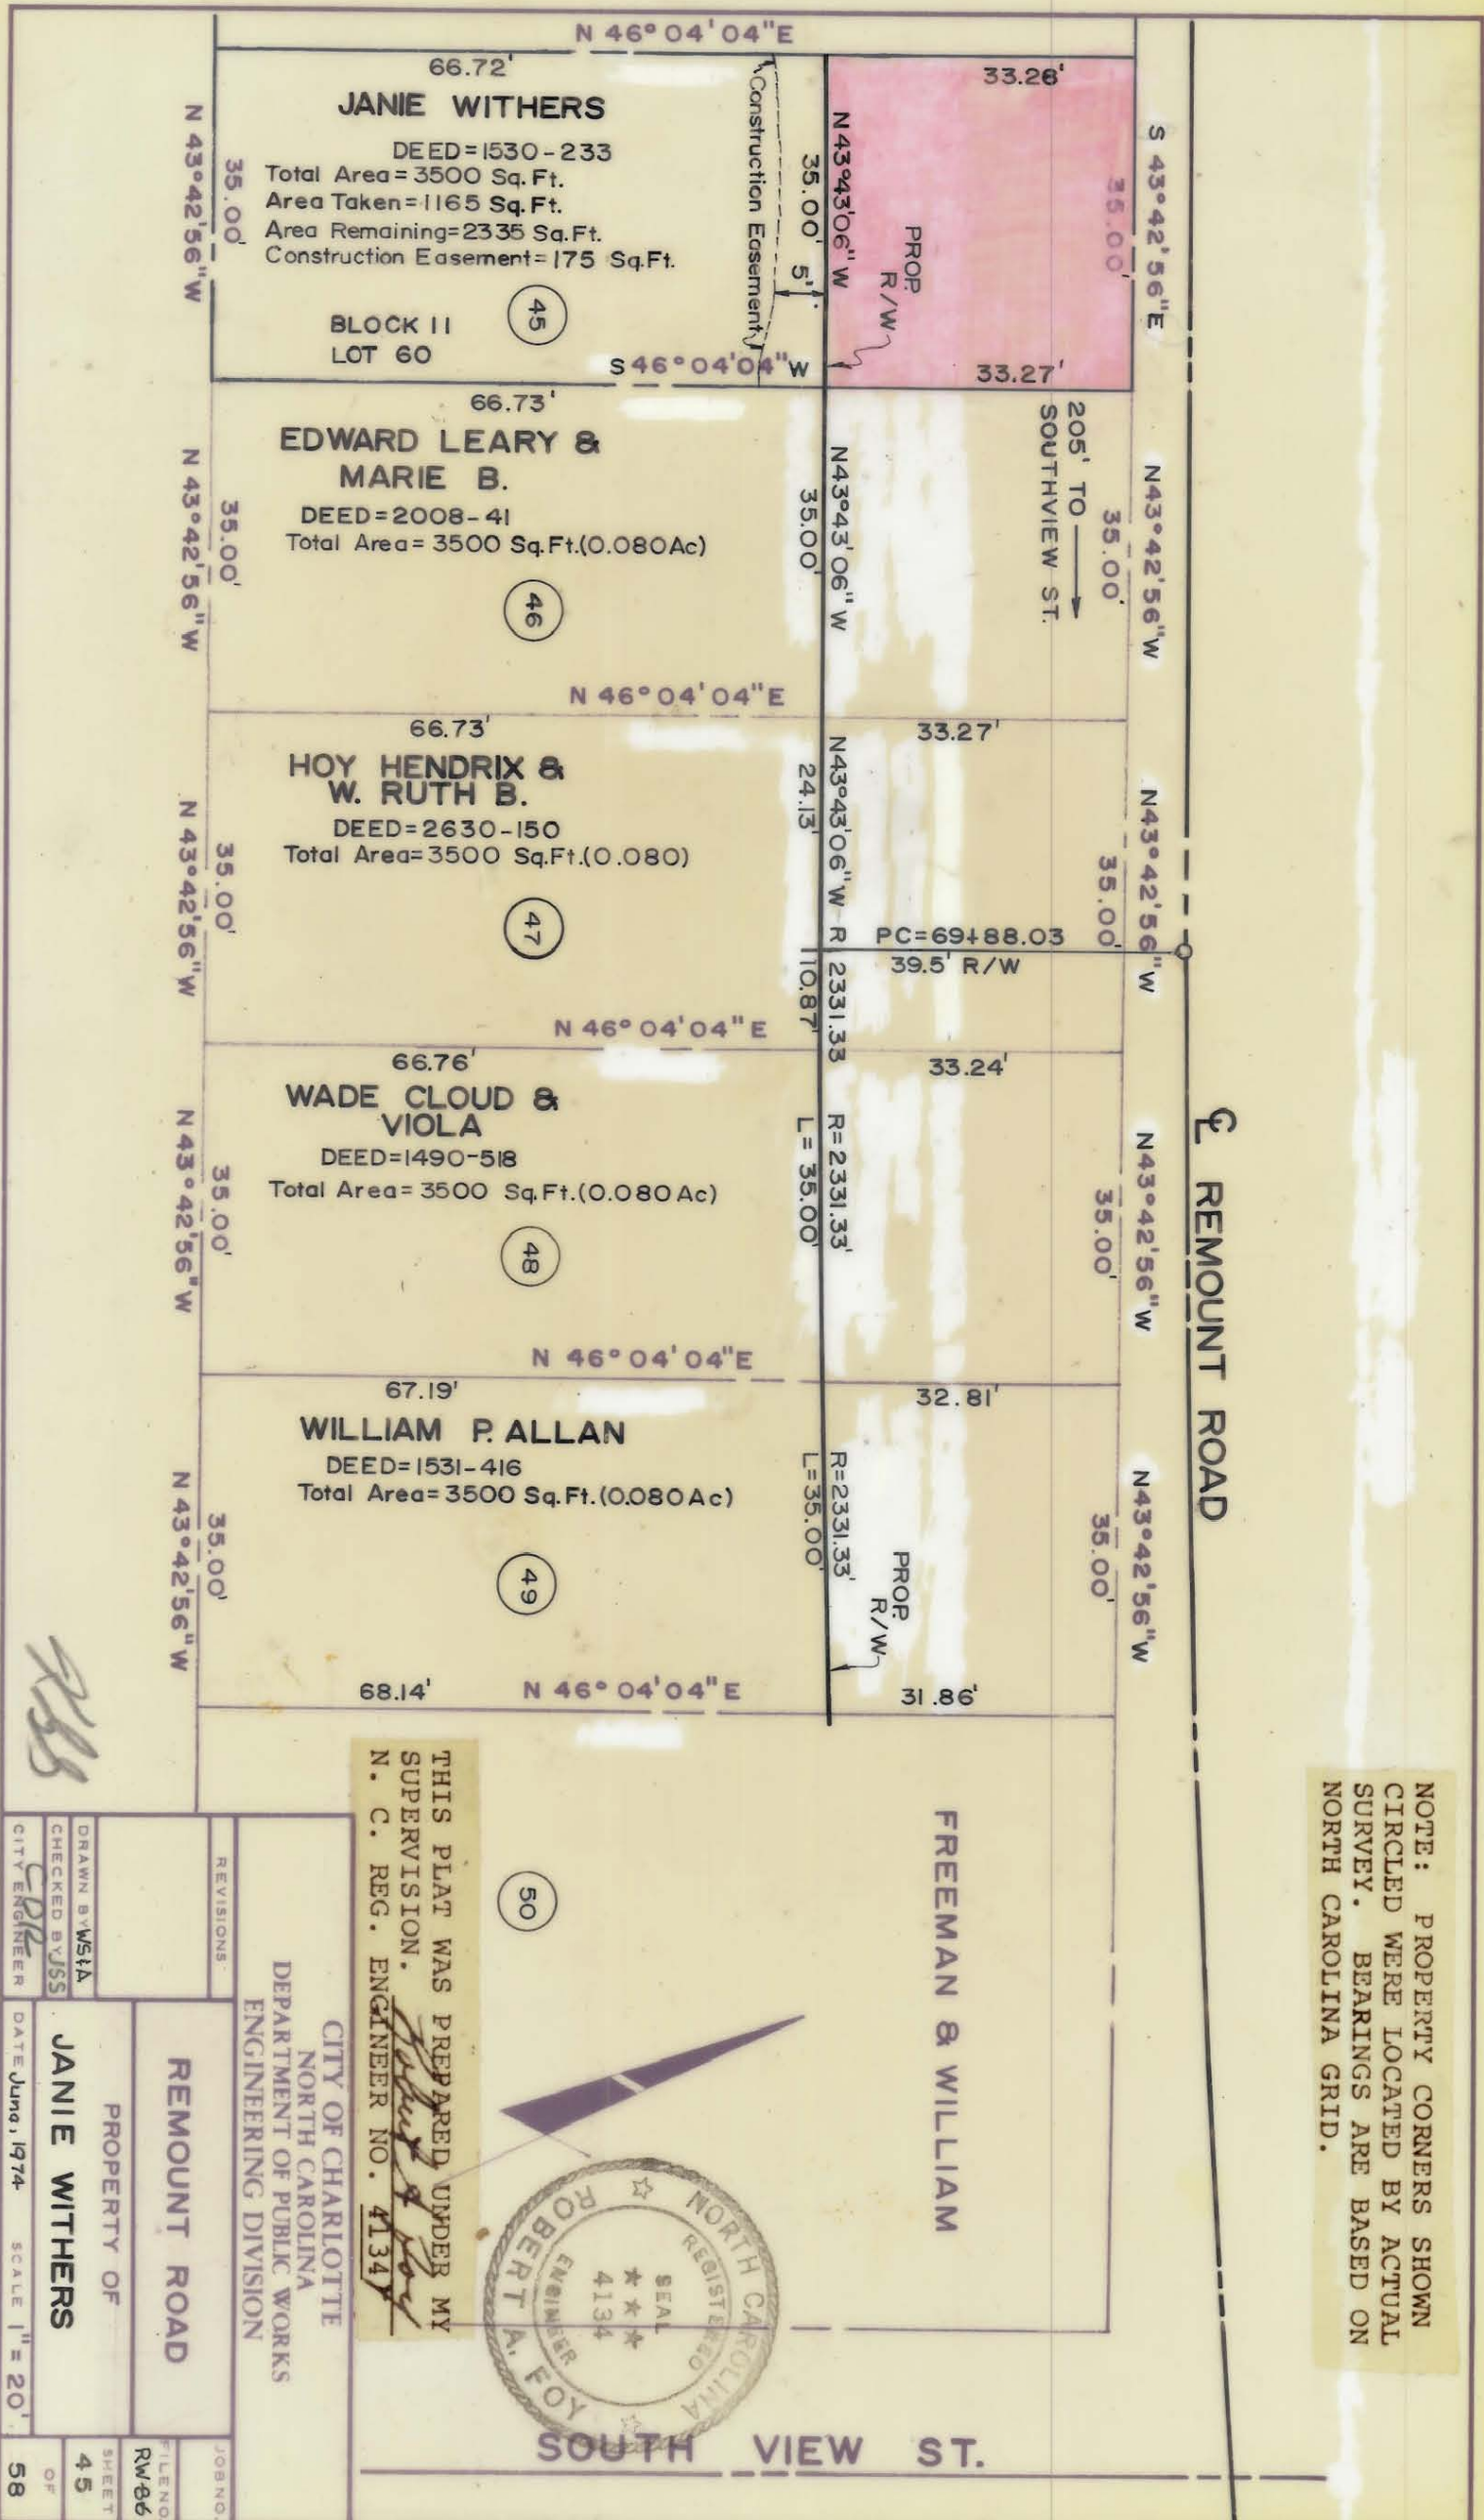 N 46° 04' 04" E
66.72'
33.28'
JANIE WITHERS
DEED=1530-233
Total Area=3500 Sq. Ft.
Area Taken=1165 Sq. Ft.
Area Remaining=2335 Sq. Ft.
Construction Easement=175 Sq. Ft.
BLOCK 11
LOT 60
45
N 43° 42' 56" W
35.00'
Construction Easement
35.00'
5'
N 43° 43' 06" W
PROP.
R/W
35.00'
S 43° 42' 56" E
S 46° 04' 04" W
33.27'
66.73'
EDWARD LEARY &
MARIE B.
DEED=2008-41
Total Area= 3500 Sq. Ft. (0.080 Ac)
46
N 43° 42' 56" W
35.00'
35.00'
N 43° 43' 06" W
205' TO
SOUTHVIEW ST.
35.00'
N 43° 42' 56" W
N 46° 04' 04" E
66.73'
33.27'
HOY HENDRIX &
W. RUTH B.
DEED=2630-150
Total Area=3500 Sq. Ft. (0.080)
47
N 43° 42' 56" W
35.00'
24.13'
N 43° 43' 06" W
R 2331.33
10.87'
PC=69+88.03
39.5' R/W
35.00'
N 43° 42' 56" W
N 46° 04' 04" E
66.76'
33.24'
WADE CLOUD &
VIOLA
DEED=1490-518
Total Area= 3500 Sq. Ft. (0.080 Ac)
48
N 43° 42' 56" W
35.00'
L= 35.00'
R=2331.33'
35.00'
N 43° 42' 56" W
℄ REMOUNT ROAD
N 46° 04' 04" E
67.19'
32.81'
WILLIAM P. ALLAN
DEED=1531-416
Total Area= 3500 Sq. Ft. (0.080 Ac)
49
N 43° 42' 56" W
35.00'
L=35.00'
R=2331.33'
PROP.
R/W
35.00'
N 43° 42' 56" W
68.14'
N 46° 04' 04" E
31.86'
50
FREEMAN & WILLIAM
NOTE: PROPERTY CORNERS SHOWN
CIRCLED WERE LOCATED BY ACTUAL
SURVEY. BEARINGS ARE BASED ON
NORTH CAROLINA GRID.
THIS PLAT WAS PREPARED UNDER MY
SUPERVISION.
N. C. REG. ENGINEER NO. 4134
NORTH CAROLINA
REGISTERED
SEAL
4134
ENGINEER
ROBERT A. FOY
SOUTH VIEW ST.
CITY OF CHARLOTTE
NORTH CAROLINA
DEPARTMENT OF PUBLIC WORKS
ENGINEERING DIVISION
REVISIONS
REMOUNT ROAD
PROPERTY OF
JANIE WITHERS
DRAWN BY WS&A
CHECKED BY JSS
CITY ENGINEER
DATE June, 1974
SCALE 1" = 20'
JOB NO.
FILE NO.
RW-86
SHEET
45
OF
58